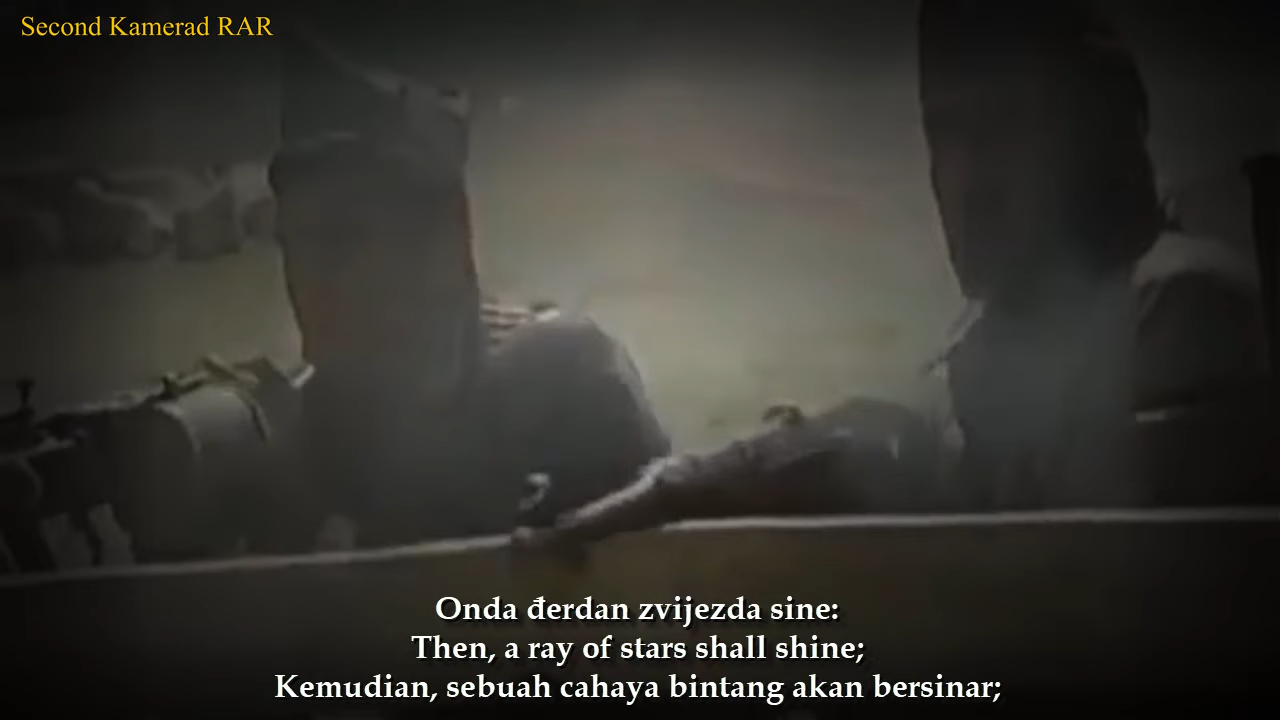 Second Kamerad RAR
Onda đerdan zvijezda sine:
Then, a ray of stars shall shine;
Kemudian, sebuah cahaya bintang akan bersinar;